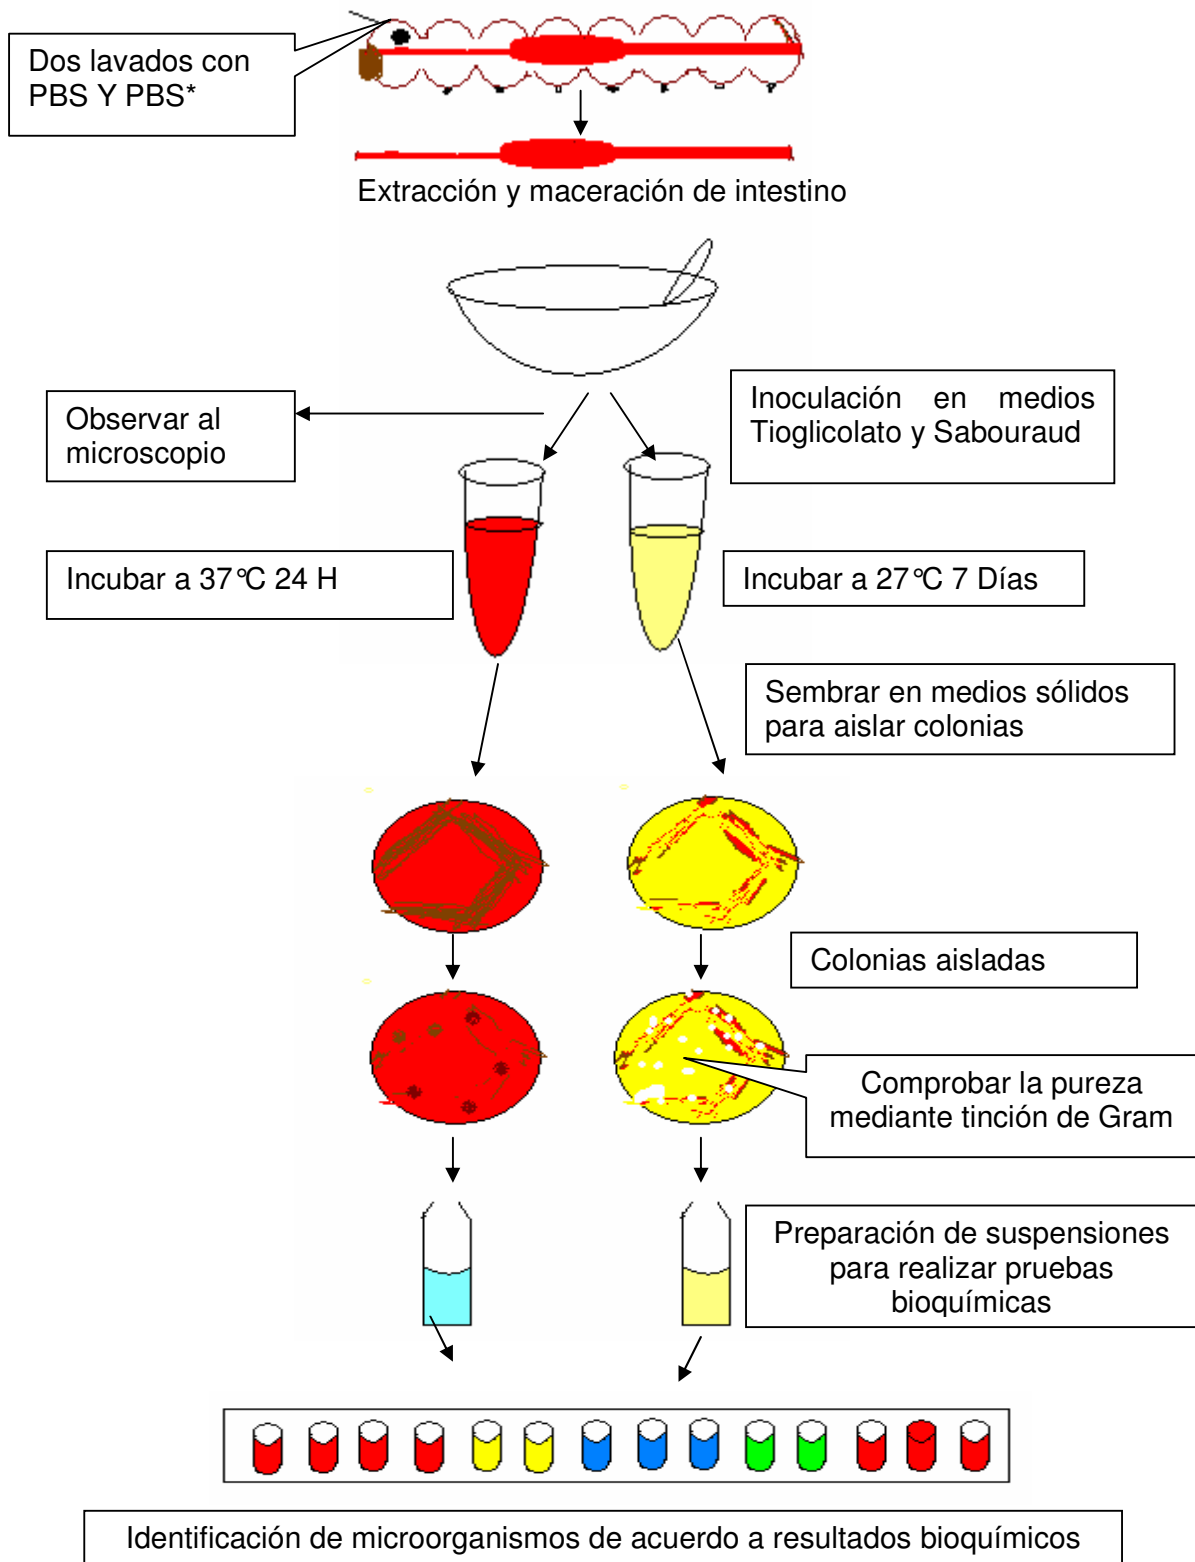 Dos lavados con
PBS Y PBS*
Extracción y maceración de intestino
Observar al
microscopio
Inoculación en medios
Tioglicolato y Sabouraud
Incubar a 37°C 24 H
Incubar a 27°C 7 Días
Sembrar en medios sólidos
para aislar colonias
Colonias aisladas
Comprobar la pureza
mediante tinción de Gram
Preparación de suspensiones
para realizar pruebas
bioquímicas
Identificación de microorganismos de acuerdo a resultados bioquímicos